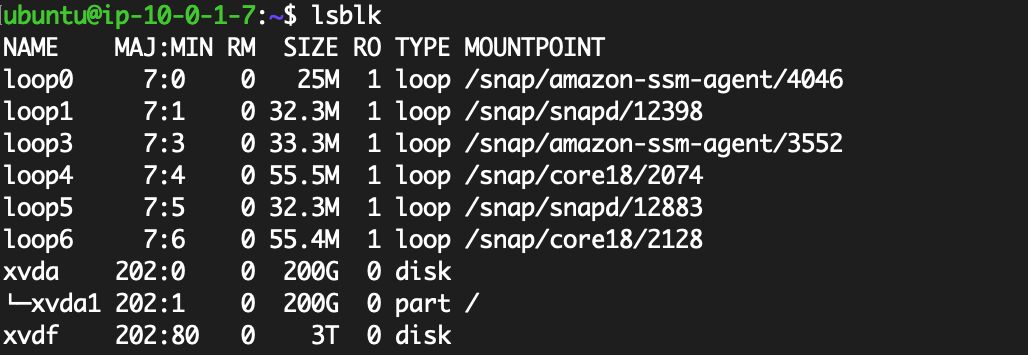 ubuntu@ip-10-0-1-7:~$ lsblk
NAME    MAJ:MIN RM  SIZE RO TYPE MOUNTPOINT
loop0     7:0    0   25M  1 loop /snap/amazon-ssm-agent/4046
loop1     7:1    0 32.3M  1 loop /snap/snapd/12398
loop3     7:3    0 33.3M  1 loop /snap/amazon-ssm-agent/3552
loop4     7:4    0 55.5M  1 loop /snap/core18/2074
loop5     7:5    0 32.3M  1 loop /snap/snapd/12883
loop6     7:6    0 55.4M  1 loop /snap/core18/2128
xvda    202:0    0  200G  0 disk
└─xvda1 202:1    0  200G  0 part /
xvdf    202:80   0    3T  0 disk